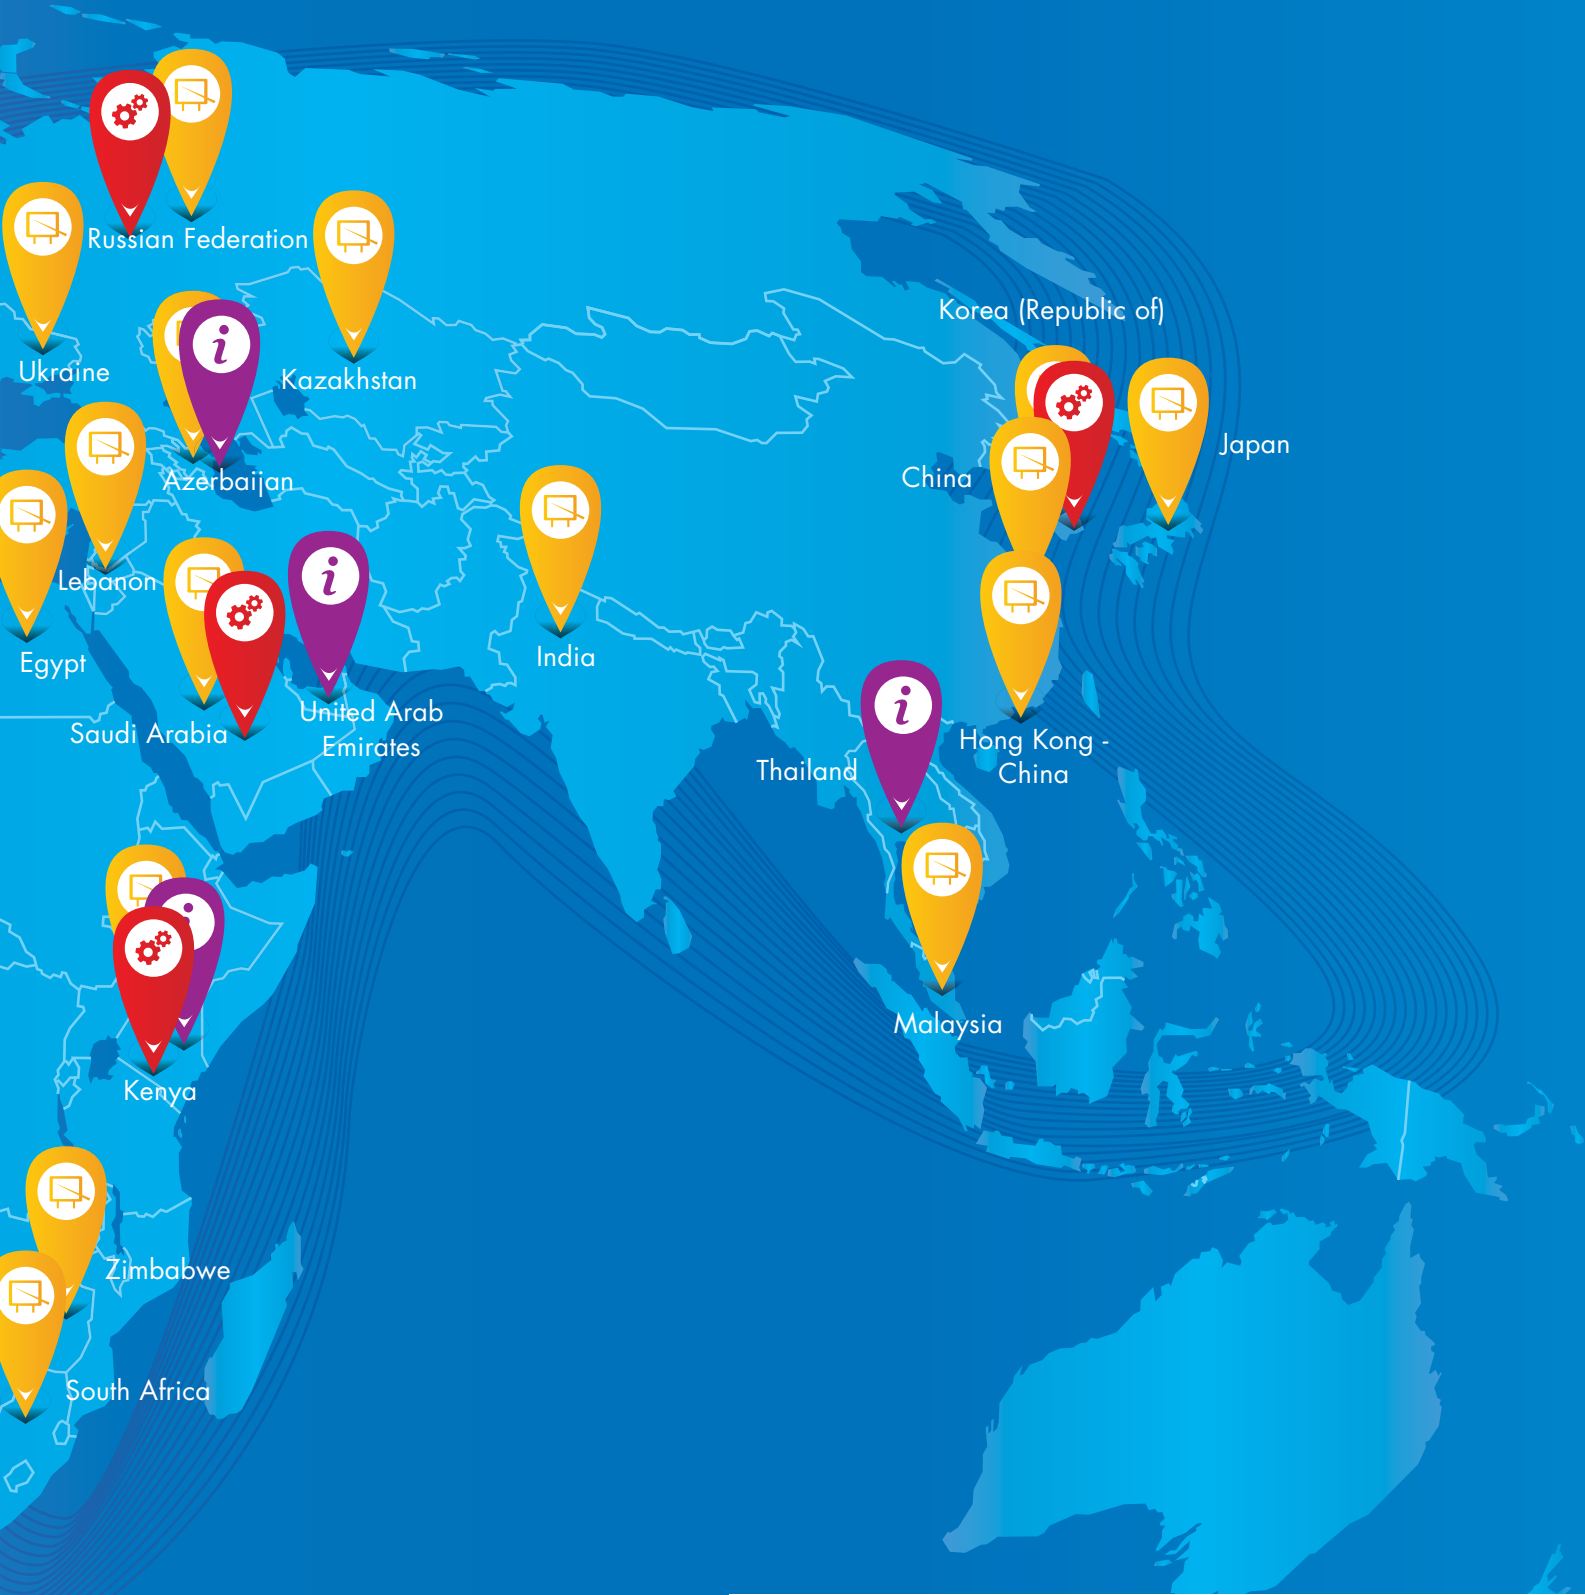 Russian Federation
Korea (Republic of)
Ukraine
Kazakhstan
Japan
China
Azerbaijan
Lebanon
Egypt
India
United Arab
Emirates
Saudi Arabia
Hong Kong -
China
Thailand
Malaysia
Kenya
Zimbabwe
South Africa